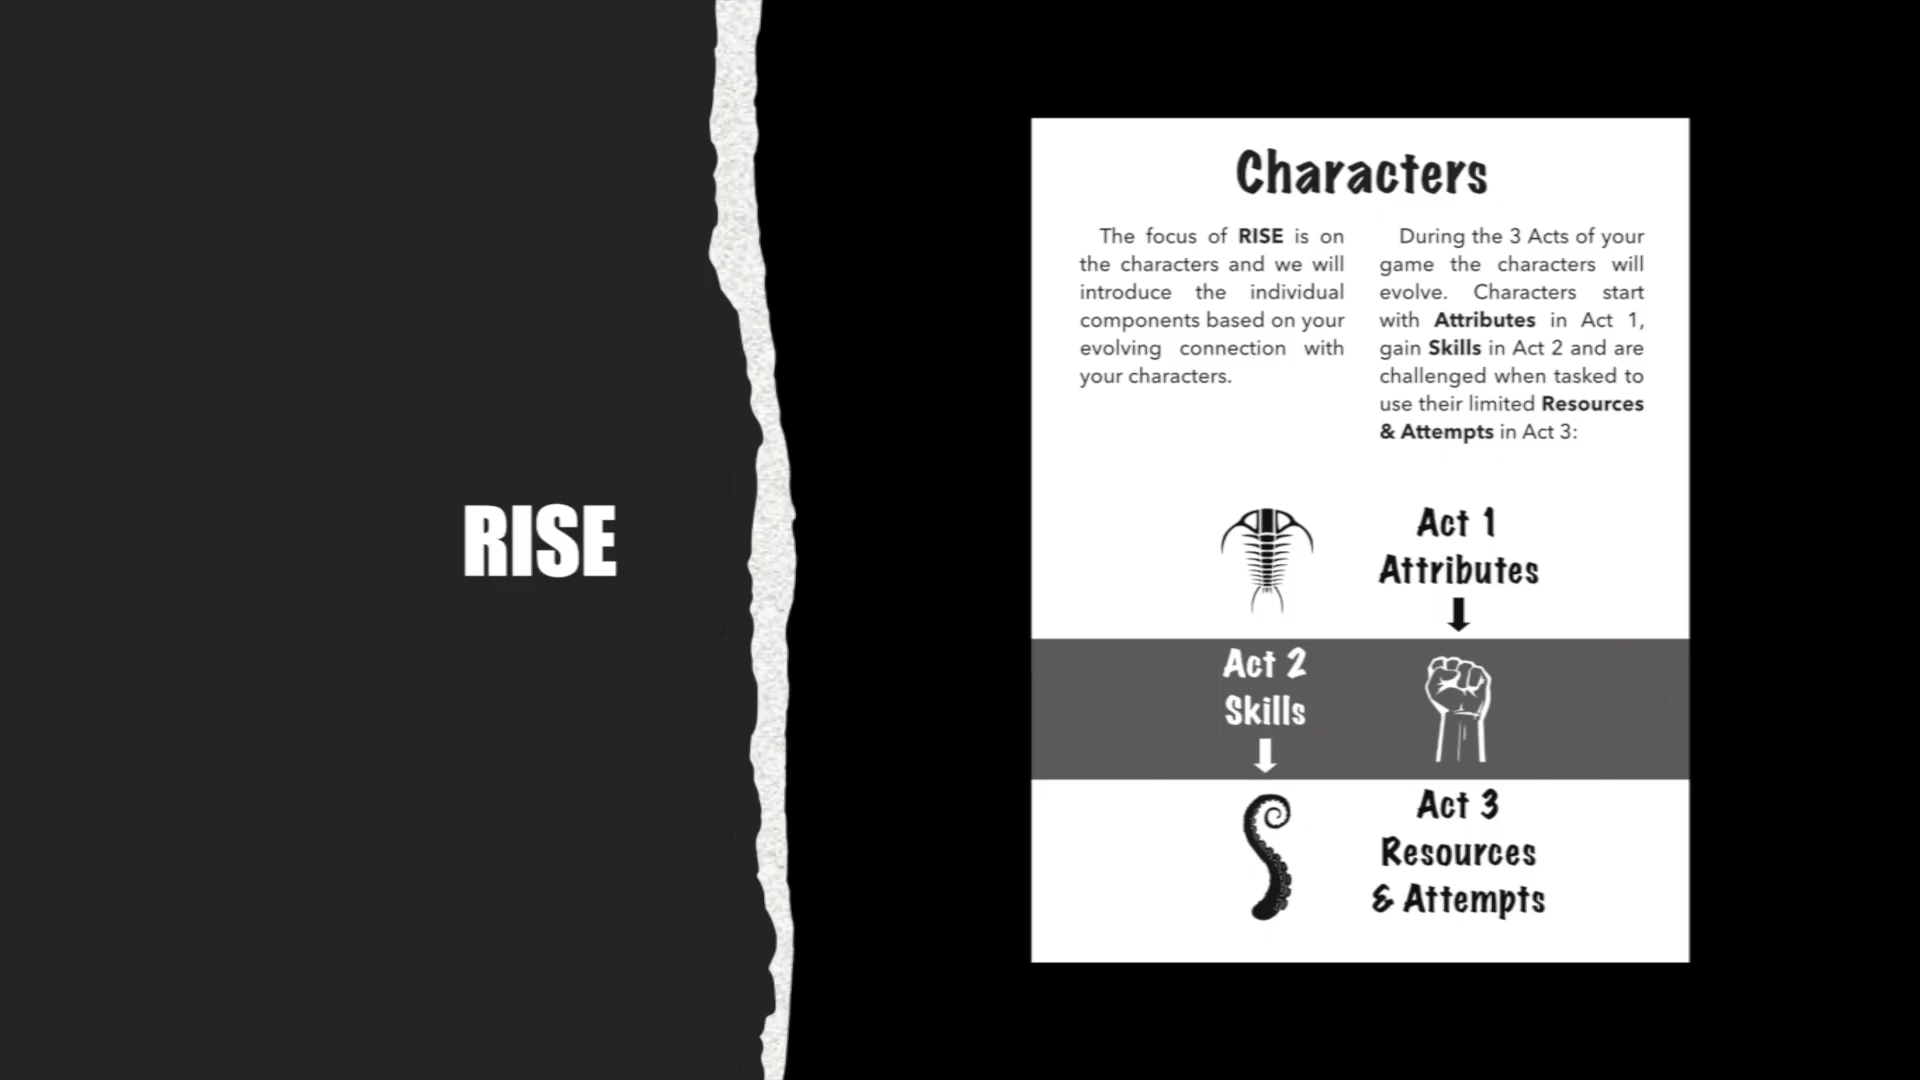 RISE
Characters
The focus of RISE is on
the characters and we will
introduce the individual
components based on your
evolving connection with
your characters.
During the 3 Acts of your
game the characters will
evolve. Characters start
with Attributes in Act 1,
gain Skills in Act 2 and are
challenged when tasked to
use their limited Resources
& Attempts in Act 3:
Act 1
Attributes
Act 2
Skills
Act 3
Resources
& Attempts